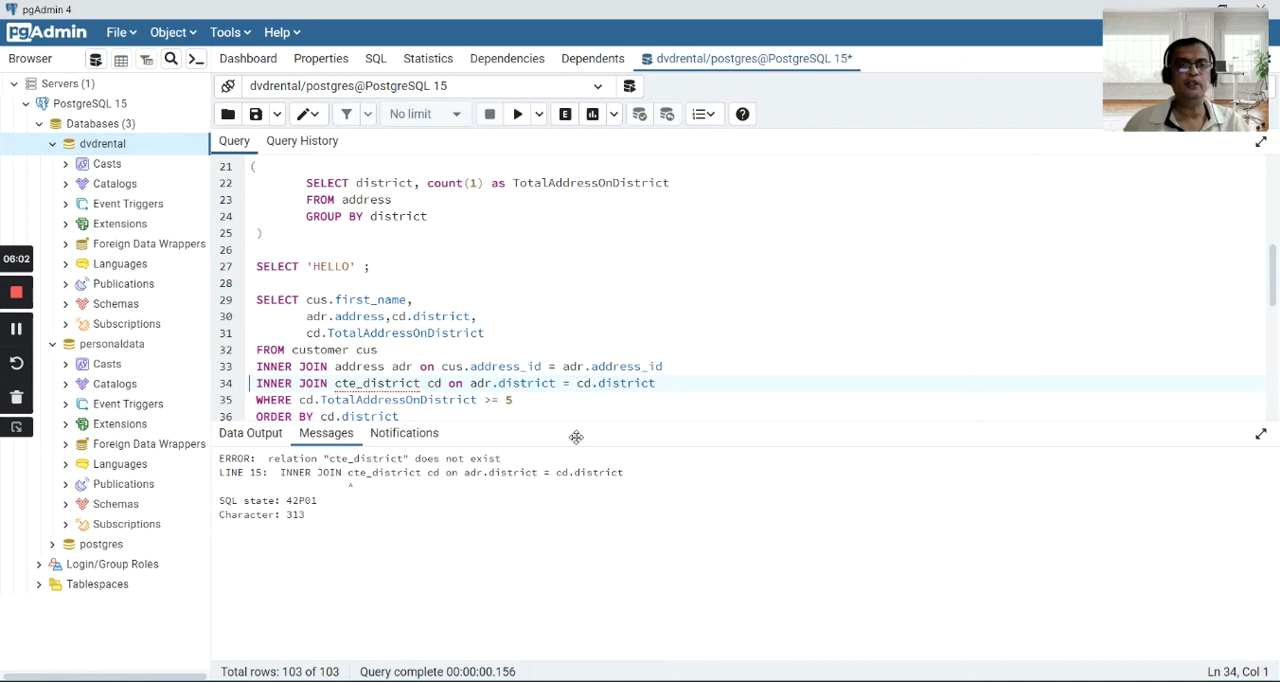 pgAdmin 4
pgAdmin File Object Tools Help
Browser
Dashboard Properties SQL Statistics Dependencies Dependents dvdrental/postgres@PostgreSQL 15*
dvdrental/postgres@PostgreSQL 15
No limit
E
Query Query History
Servers (1)
PostgreSQL 15
Databases (3)
dvdrental
Casts
Catalogs
Event Triggers
Extensions
Foreign Data Wrappers
Languages
Publications
Schemas
Subscriptions
personaldata
Casts
Catalogs
Event Triggers
Extensions
Foreign Data Wrappers
Languages
Publications
Schemas
Subscriptions
postgres
Login/Group Roles
Tablespaces
06:02
21 (
22 SELECT district, count(1) as TotalAddressOnDistrict
23 FROM address
24 GROUP BY district
25 )
26
27 SELECT 'HELLO' ;
28
29 SELECT cus.first_name,
30 adr.address,cd.district,
31 cd.TotalAddressOnDistrict
32 FROM customer cus
33 INNER JOIN address adr on cus.address_id = adr.address_id
34 INNER JOIN cte_district cd on adr.district = cd.district
35 WHERE cd.TotalAddressOnDistrict >= 5
36 ORDER BY cd.district
Data Output Messages Notifications
ERROR: relation "cte_district" does not exist
LINE 15: INNER JOIN cte_district cd on adr.district = cd.district
^
SQL state: 42P01
Character: 313
Total rows: 103 of 103 Query complete 00:00:00.156 Ln 34, Col 1